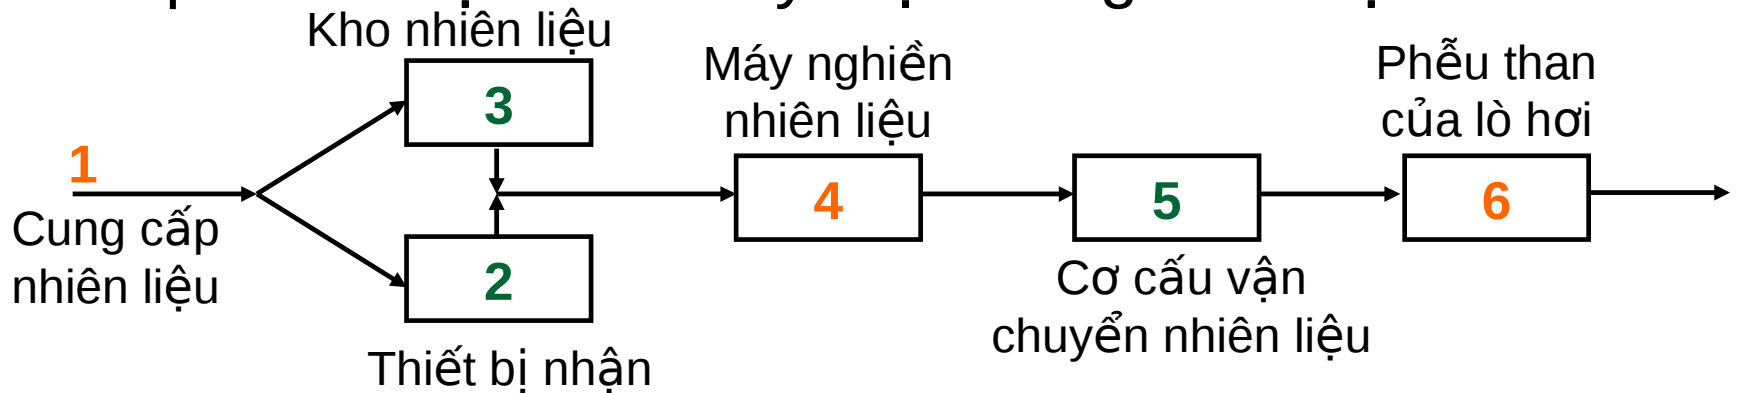 Kho nhiên liệu
3
Máy nghiền
nhiên liệu
Phễu than
của lò hơi
1
Cung cấp
nhiên liệu
4
5
6
2
Thiết bị nhận
Cơ cấu vận
chuyển nhiên liệu